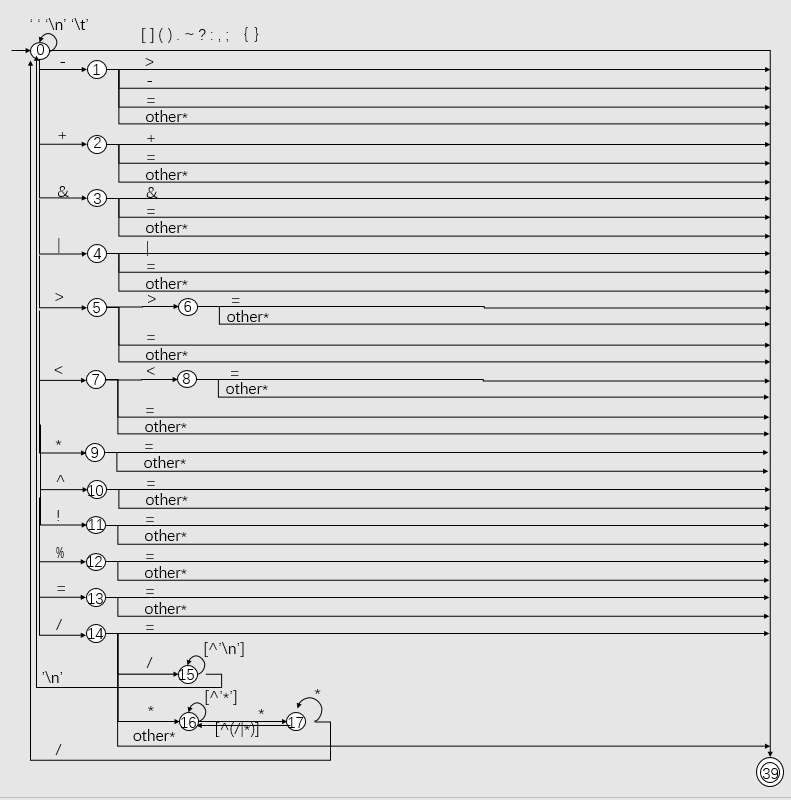 ‘ ‘ ‘\n’ ‘\t’
[ ] ( ) . ~ ? : , ; { }
0
- 1 >
-
=
other*
+ 2 +
=
other*
& 3 &
=
other*
| 4 |
=
other*
> 5 > 6 =
other*
=
other*
< 7 < 8 =
other*
=
other*
* 9 =
other*
^ 10 =
other*
! 11 =
other*
% 12 =
other*
= 13 =
other*
/ 14 =
[^’\n’]
/ 15
’\n’
[^’*’] *
* 16 * 17
[^(/|*)]
other*
/
39